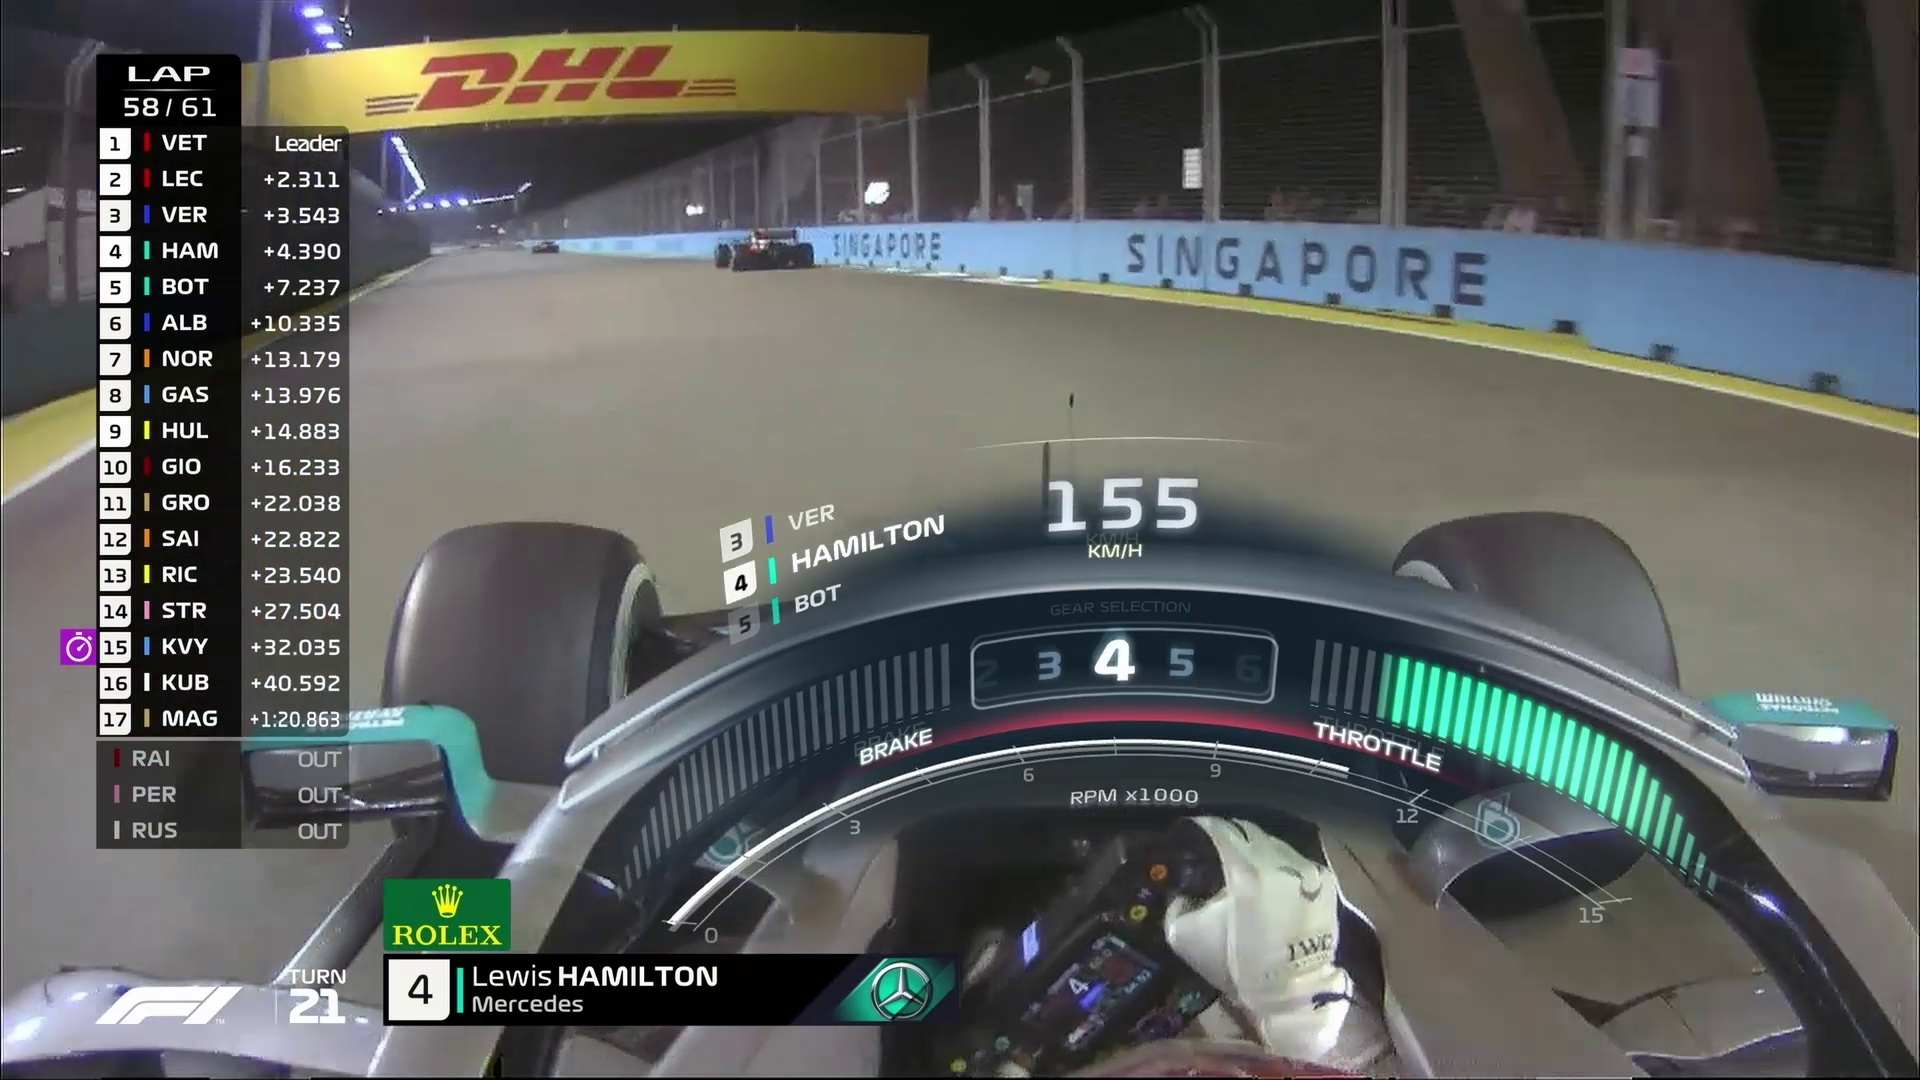 DHL
LAP
58 / 61
1 VET Leader
2 LEC +2.311
3 VER +3.543
4 HAM +4.390
5 BOT +7.237
6 ALB +10.335
7 NOR +13.179
8 GAS +13.976
9 HUL +14.883
10 GIO +16.233
11 GRO +22.038
12 SAI +22.822
13 RIC +23.540
14 STR +27.504
15 KVY +32.035
16 KUB +40.592
17 MAG +1:20.863
RAI OUT
PER OUT
RUS OUT
SINGAPORE
SINGAPORE
155
KM/H
3 VER
4 HAMILTON
5 BOT
GEAR SELECTION
2 3 4 5 6
BRAKE
THROTTLE
RPM x1000
0 3 6 9 12 15
PETRONAS
4
ROLEX
F1
TURN
21
4 Lewis HAMILTON
Mercedes